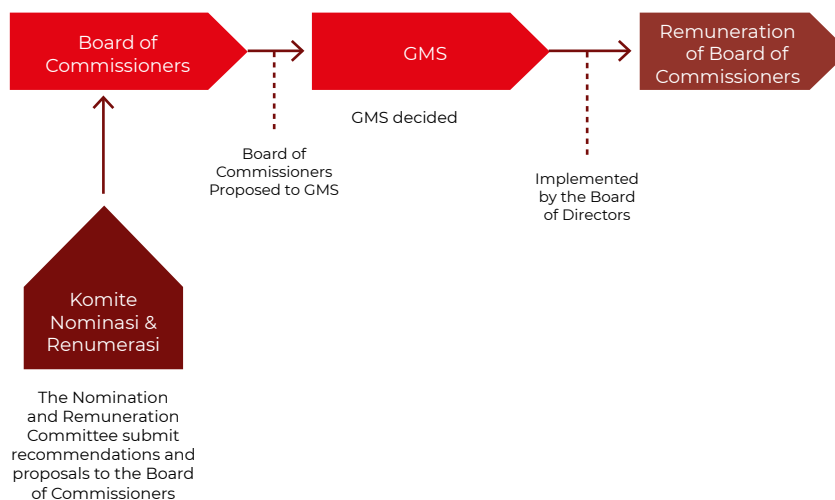 Board of
Commissioners
GMS
Remuneration
of Board of
Commissioners
GMS decided
Board of
Commissioners
Proposed to GMS
Implemented
by the Board
of Directors
Komite
Nominasi &
Renumerasi
The Nomination
and Remuneration
Committee submit
recommendations and
proposals to the Board
of Commissioners